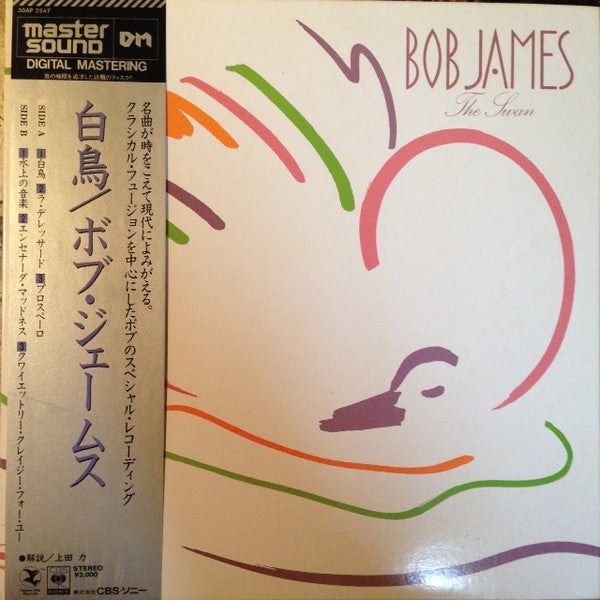 30AP 2547
master
sound
DM
DIGITAL MASTERING
音の極限を追求した話題のディスク!
白鳥/ボブ・ジェームス
名曲が時をこえて現代によみがえる。
クラシカル・フュージョンを中心にしたボブのスペシャル・レコーディング
SIDE A 1白鳥 2ラ・デレッサード 3プロスペーロ
SIDE B 1水上の音楽 2エンセナーダ・マッドネス 3クワイエットリー・クレイジー・フォー・ユー
●解説/上田 力
CBS
SONY
STEREO
¥3,000
株式会社CBS・ソニー
BOB JAMES
The Swan